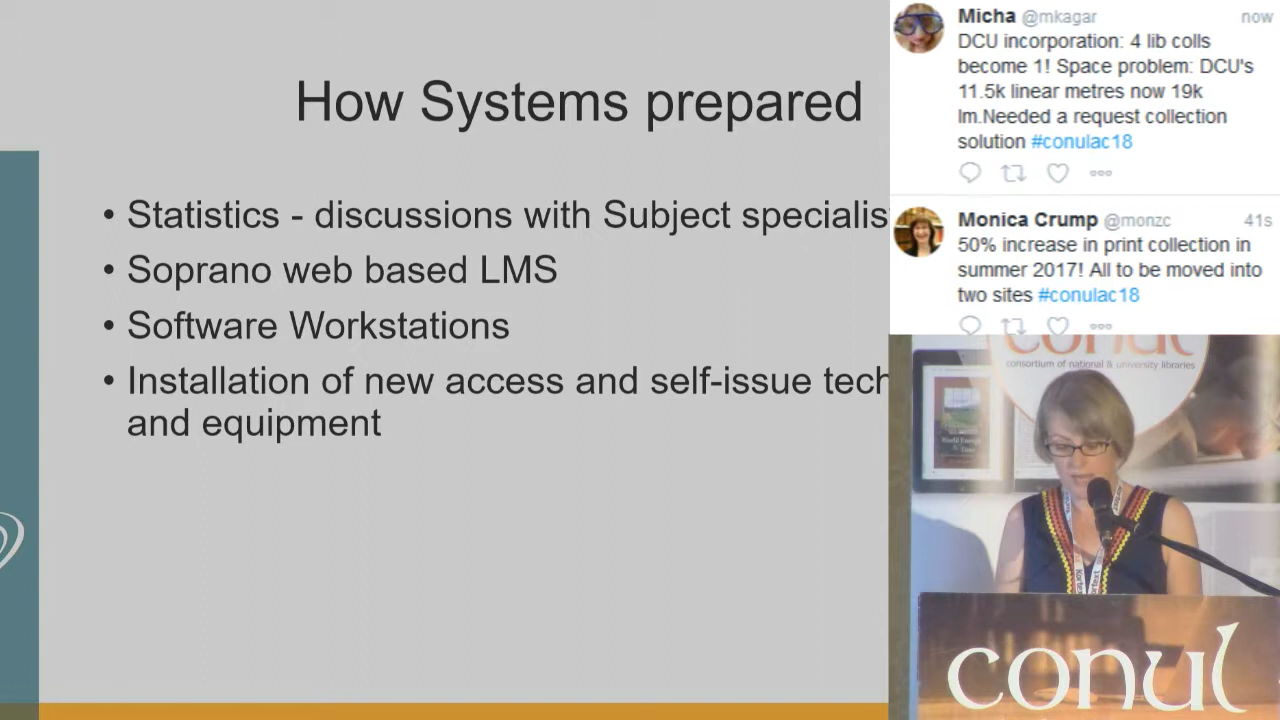 How Systems prepared
• Statistics - discussions with Subject
• Soprano web based LMS
• Software Workstations
• Installation of new access and self-issue
and equipment
Micha @mkagar now
DCU incorporation: 4 lib colls
become 1! Space problem: DCU's
11.5k linear metres now 19k
lm.Needed a request collection
solution #conulac18
Monica Crump @monzc 41s
50% increase in print collection in
summer 2017! All to be moved into
two sites #conulac18
conul
consortium of national & university libraries
conul